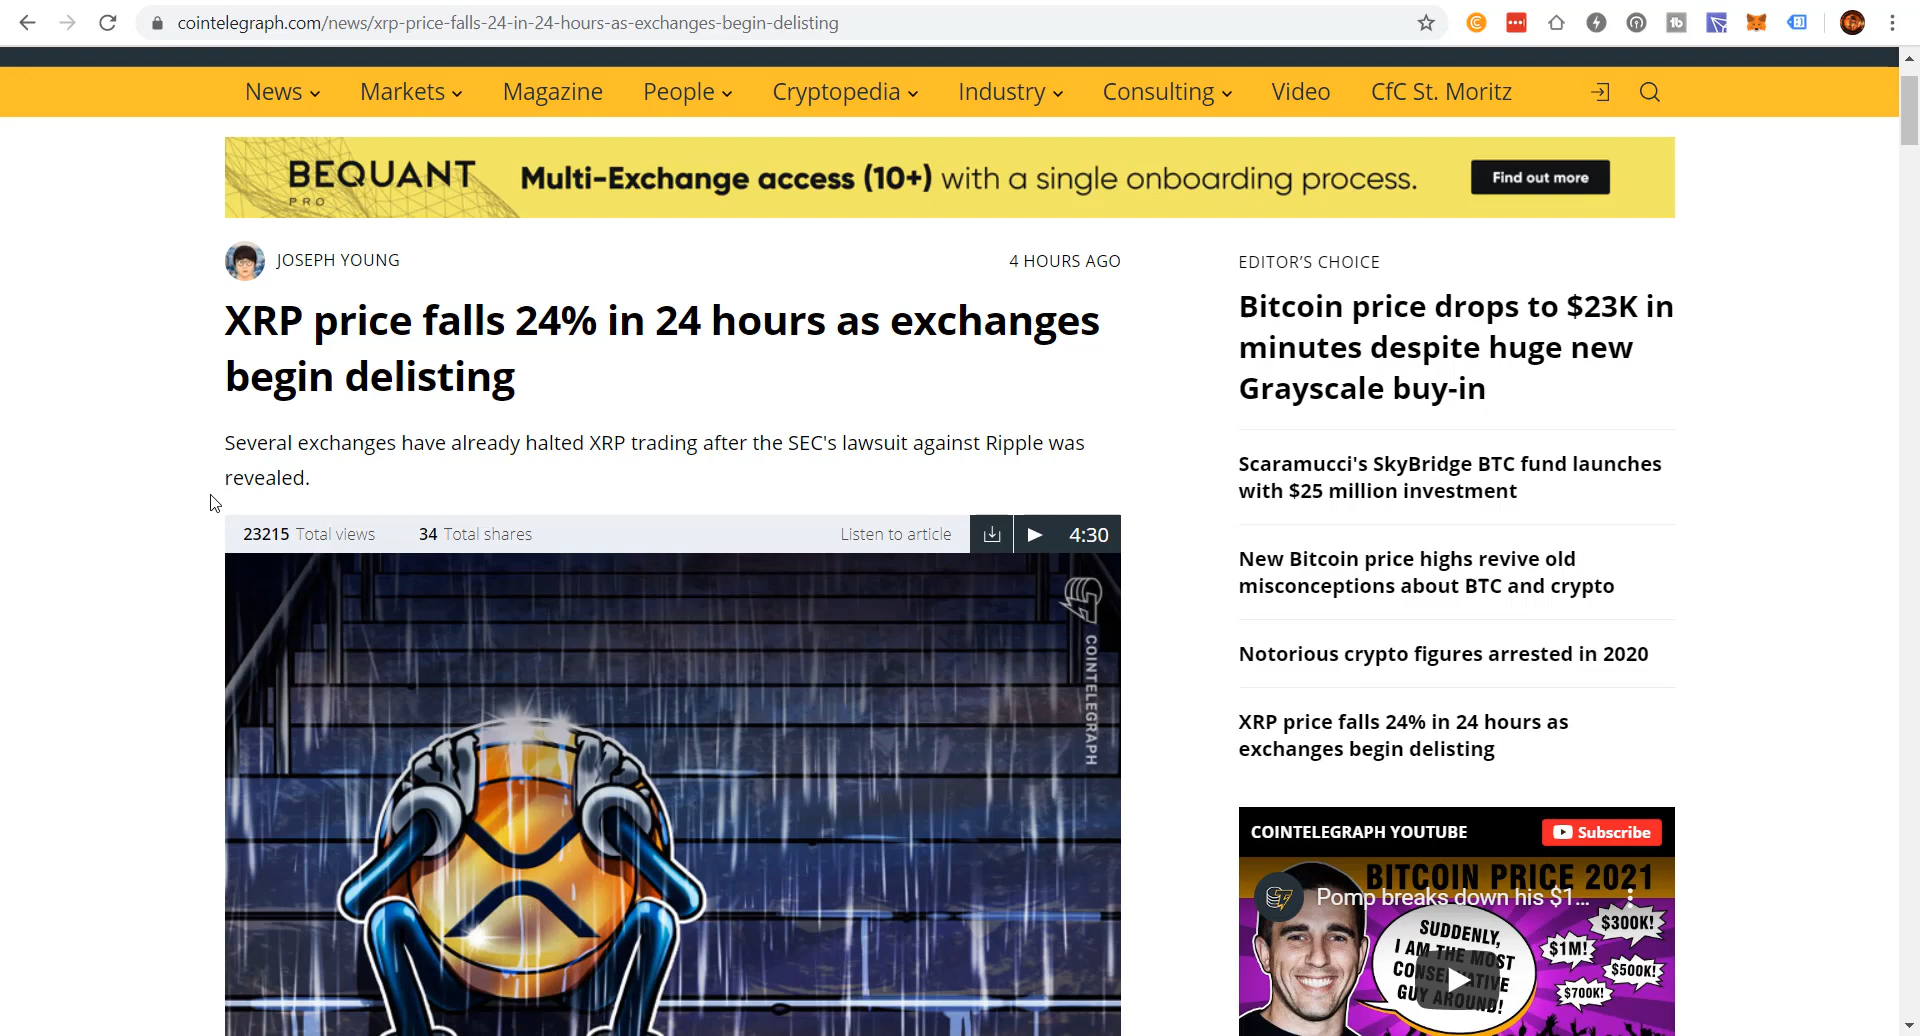 cointelegraph.com/news/xrp-price-falls-24-in-24-hours-as-exchanges-begin-delisting
News Markets Magazine People Cryptopedia Industry Consulting Video CfC St. Moritz
BEQUANT
PRO
Multi-Exchange access (10+) with a single onboarding process.
Find out more
JOSEPH YOUNG
4 HOURS AGO
XRP price falls 24% in 24 hours as exchanges
begin delisting
Several exchanges have already halted XRP trading after the SEC's lawsuit against Ripple was
revealed.
23215 Total views 34 Total shares Listen to article 4:30
COINTELEGRAPH
EDITOR’S CHOICE
Bitcoin price drops to $23K in
minutes despite huge new
Grayscale buy-in
Scaramucci's SkyBridge BTC fund launches
with $25 million investment
New Bitcoin price highs revive old
misconceptions about BTC and crypto
Notorious crypto figures arrested in 2020
XRP price falls 24% in 24 hours as
exchanges begin delisting
COINTELEGRAPH YOUTUBE
Subscribe
BITCOIN PRICE 2021
Pomp breaks down his $1...
SUDDENLY,
I AM THE MOST
CONSERVATIVE
GUY AROUND!
$300K!
$1M!
$500K!
$700K!